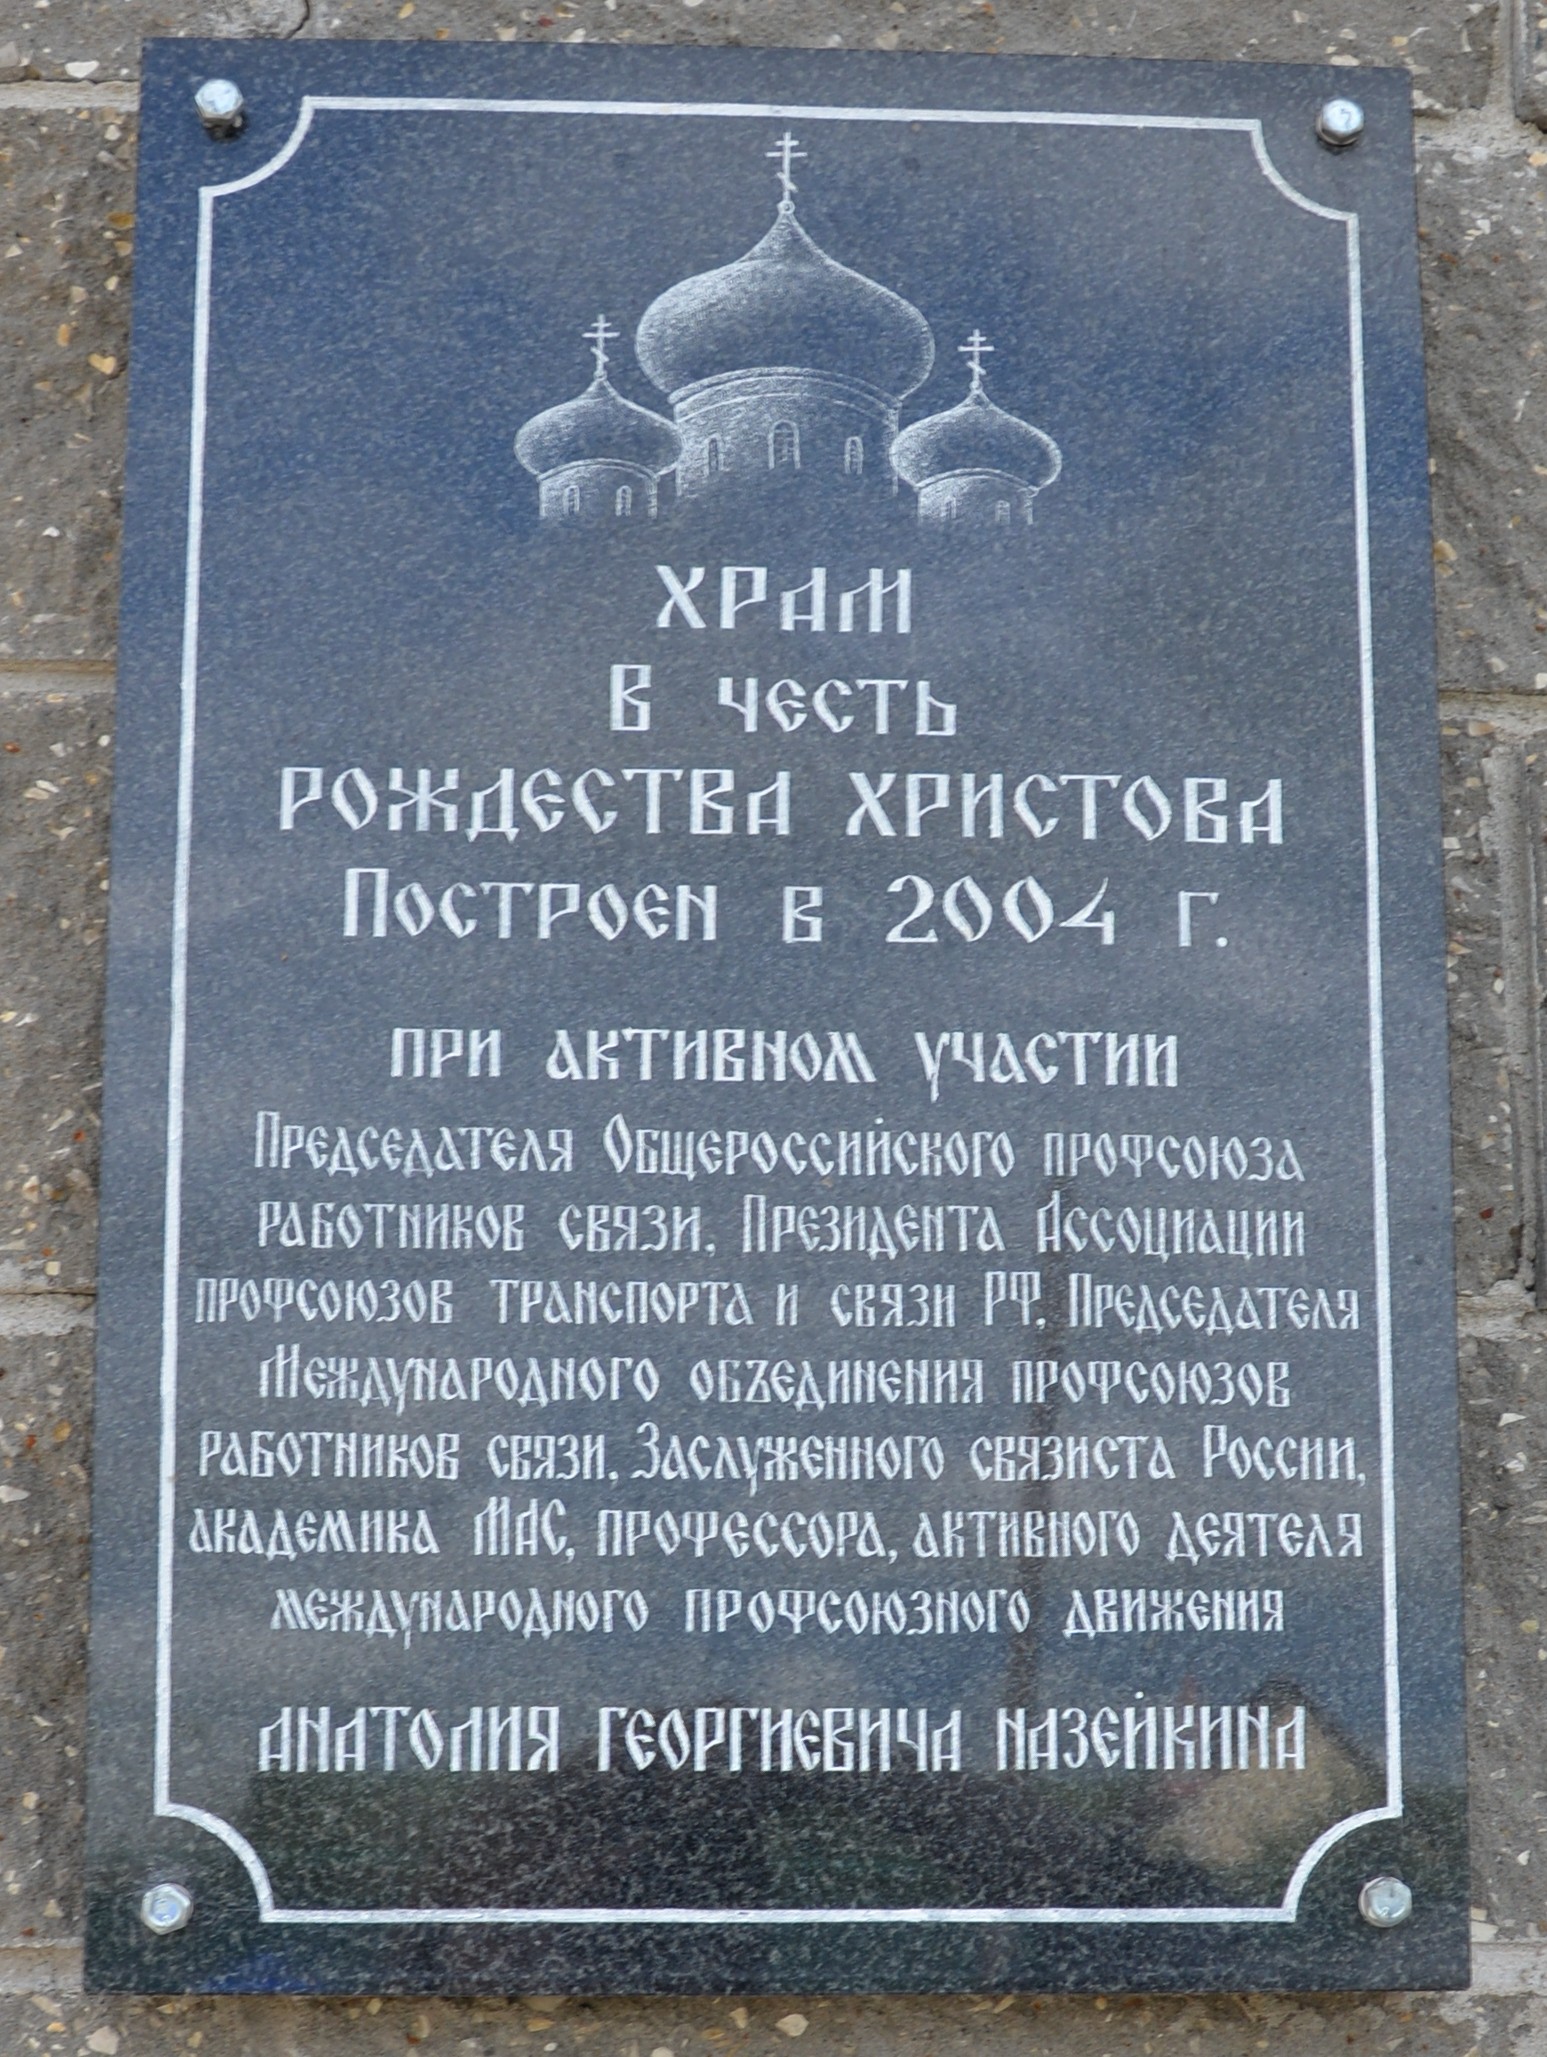 ХРАМ
В ЧЕСТЬ
РОЖДЕСТВА ХРИСТОВА
ПОСТРОЕН В 2004 Г.
ПРИ АКТИВНОМ УЧАСТИИ
ПРЕДСЕДАТЕЛЯ ОБЩЕРОССИЙСКОГО ПРОФСОЮЗА
РАБОТНИКОВ СВЯЗИ, ПРЕЗИДЕНТА АССОЦИАЦИИ
ПРОФСОЮЗОВ ТРАНСПОРТА И СВЯЗИ РФ, ПРЕДСЕДАТЕЛЯ
МЕЖДУНАРОДНОГО ОБЪЕДИНЕНИЯ ПРОФСОЮЗОВ
РАБОТНИКОВ СВЯЗИ, ЗАСЛУЖЕННОГО СВЯЗИСТА РОССИИ,
АКАДЕМИКА МАС, ПРОФЕССОРА, АКТИВНОГО ДЕЯТЕЛЯ
МЕЖДУНАРОДНОГО ПРОФСОЮЗНОГО ДВИЖЕНИЯ
АНАТОЛИЯ ГЕОРГИЕВИЧА НАЗЕЙКИНА